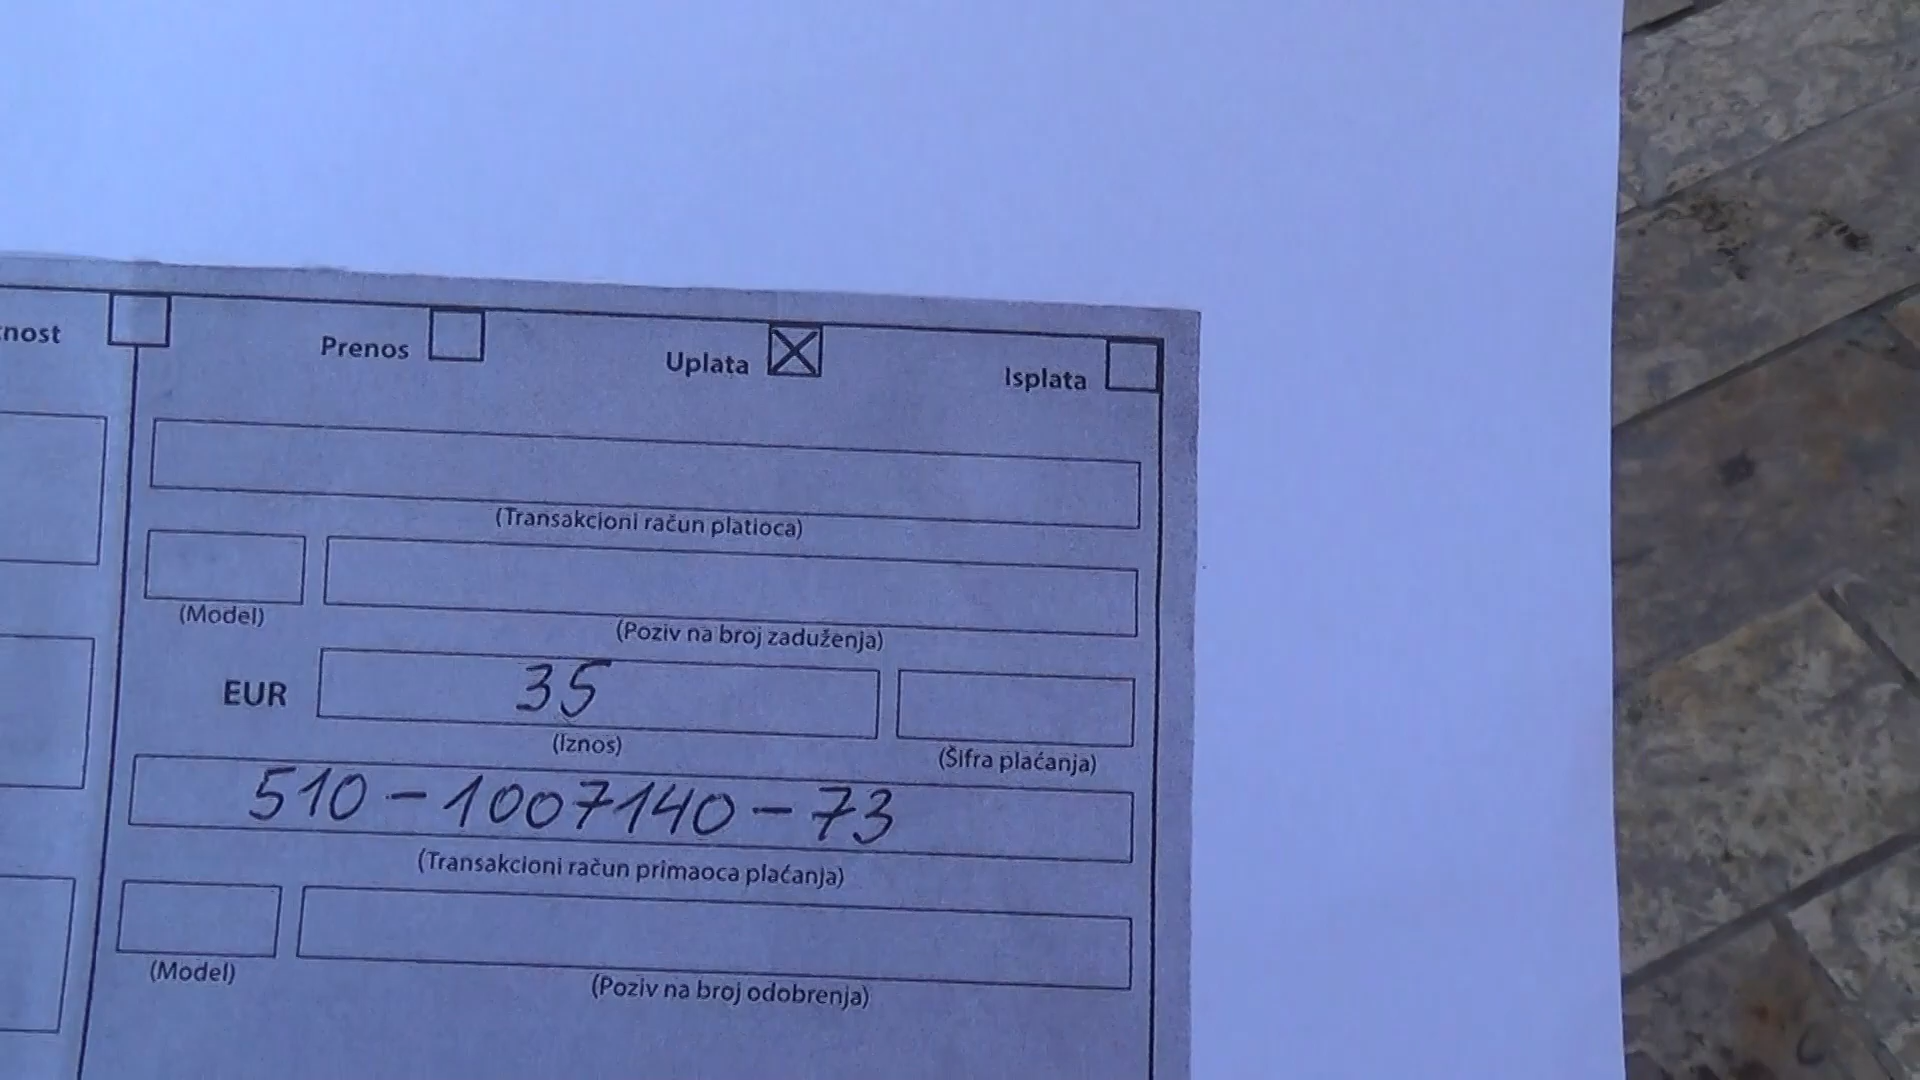 nost Prenos Uplata X Isplata
(Transakcioni račun platioca)
(Model) (Poziv na broj zaduženja)
EUR 35
(Iznos) (Šifra plaćanja)
510-1007140-73
(Transakcioni račun primaoca plaćanja)
(Model) (Poziv na broj odobrenja)